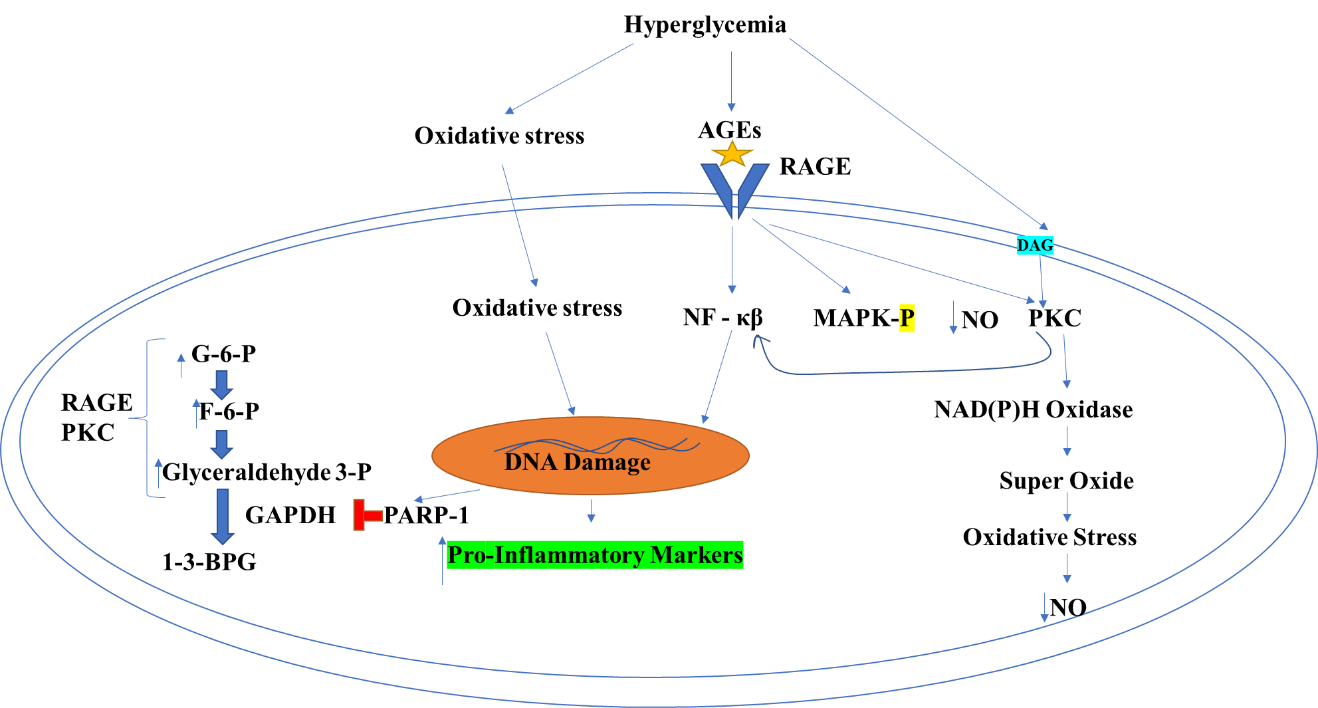 Hyperglycemia
Oxidative stress
AGEs
RAGE
DAG
Oxidative stress
NF - κβ
MAPK-P
NO
PKC
G-6-P
RAGE
PKC
F-6-P
NAD(P)H Oxidase
Glyceraldehyde 3-P
DNA Damage
Super Oxide
GAPDH
PARP-1
Oxidative Stress
1-3-BPG
Pro-Inflammatory Markers
NO